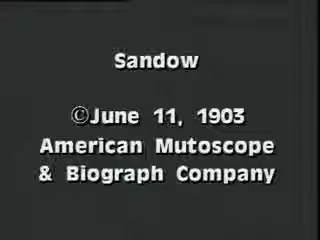 Sandow
©June 11, 1903
American Mutoscope
& Biograph Company